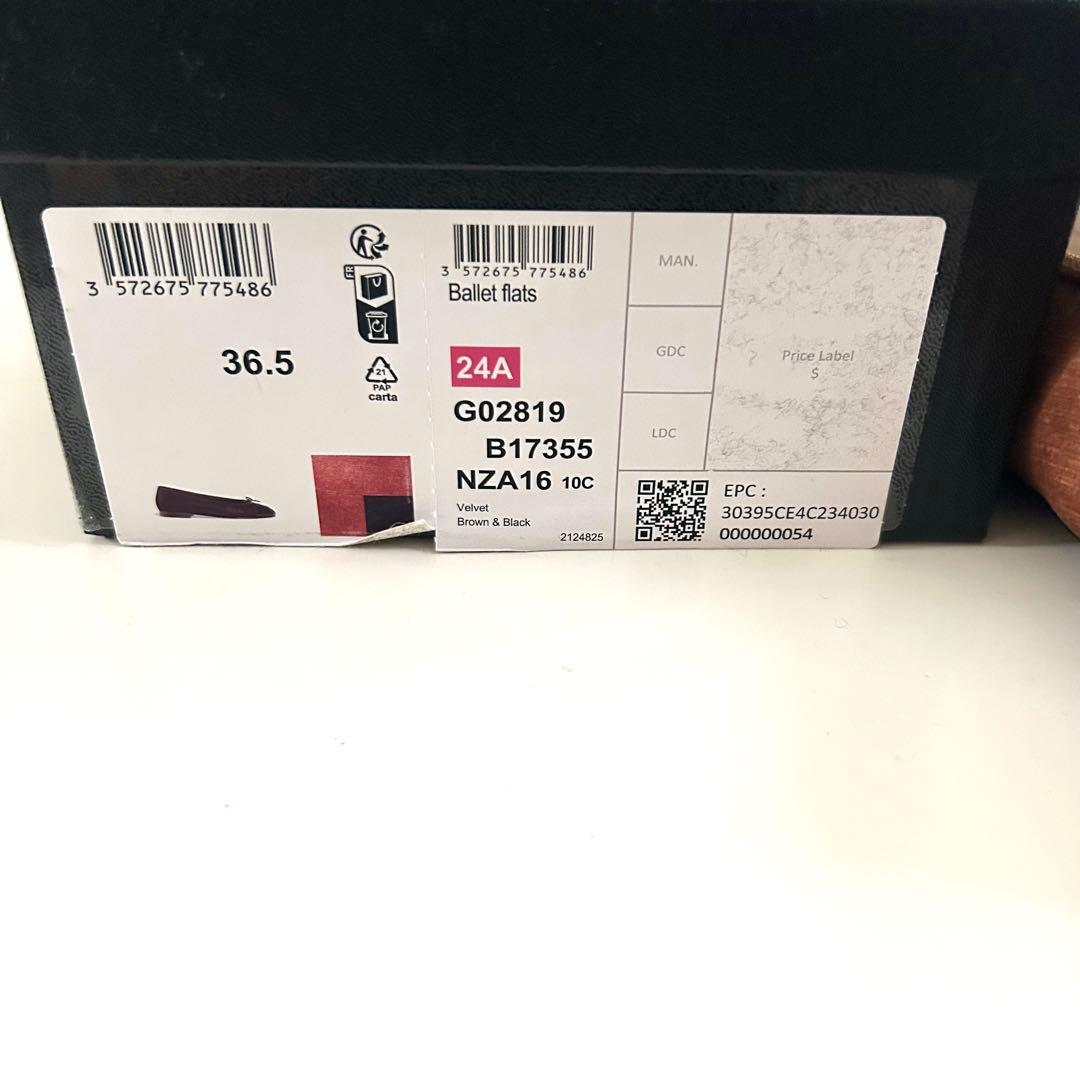 3 572675 775486
36.5
FR
21
PAP
carta
3 572675 775486
Ballet flats
24A
G02819
B17355
NZA16 10C
Velvet
Brown & Black
2124825
MAN.
GDC
LDC
Price Label
$
EPC :
30395CE4C234030
000000054